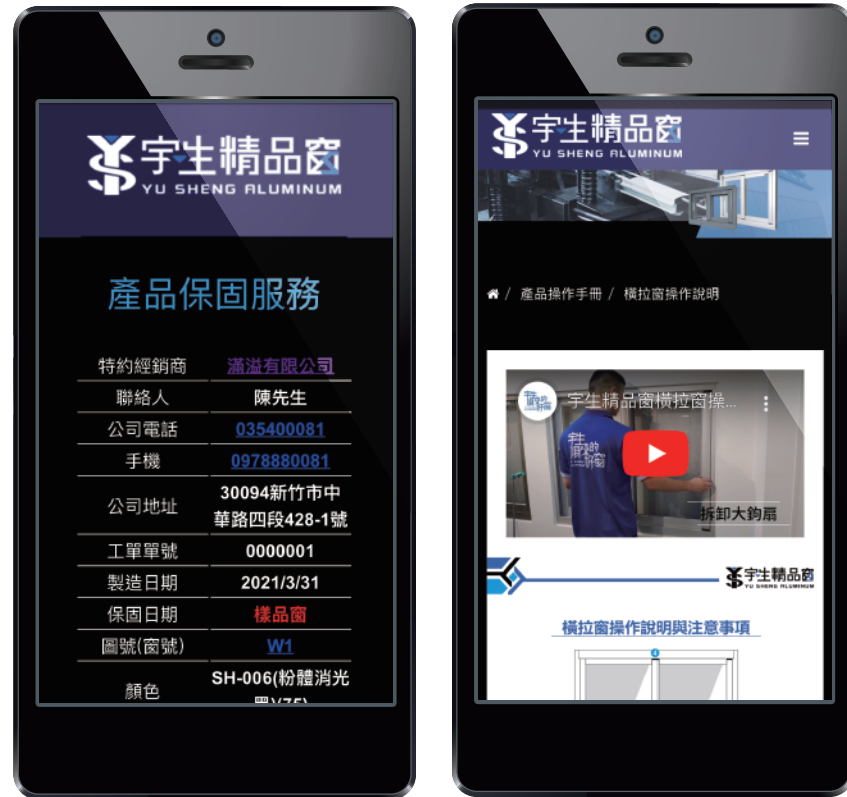 宇生精品窗
YU SHENG ALUMINUM
產品保固服務
特約經銷商 滿溢有限公司
聯絡人 陳先生
公司電話 035400081
手機 0978880081
公司地址 30094新竹市中
華路四段428-1號
工單單號 0000001
製造日期 2021/3/31
保固日期 樣品窗
圖號(窗號) W1
顏色 SH-006(粉體消光
宇生精品窗
YU SHENG ALUMINUM
/ 產品操作手冊 / 橫拉窗操作說明
宇生精品窗橫拉窗操...
拆卸大鉤扇
宇生精品窗
YU SHENG ALUMINUM
橫拉窗操作說明與注意事項